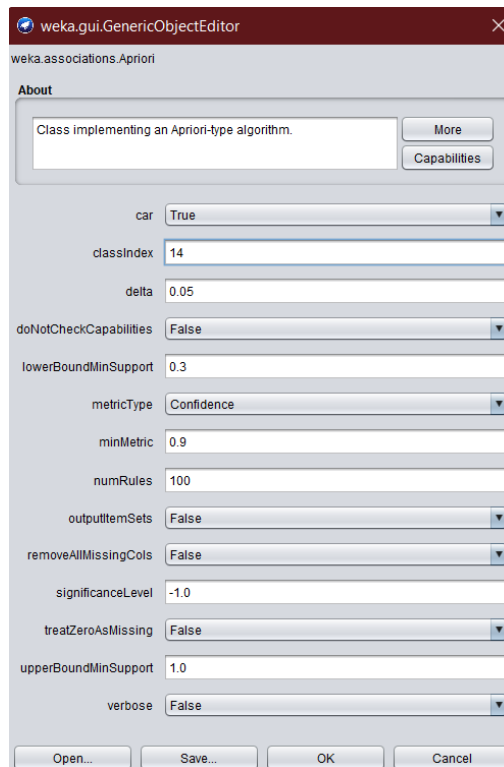 weka.gui.GenericObjectEditor
weka.associations.Apriori
About
Class implementing an Apriori-type algorithm.
More
Capabilities
car True
classIndex 14
delta 0.05
doNotCheckCapabilities False
lowerBoundMinSupport 0.3
metricType Confidence
minMetric 0.9
numRules 100
outputItemSets False
removeAllMissingCols False
significanceLevel -1.0
treatZeroAsMissing False
upperBoundMinSupport 1.0
verbose False
Open... Save... OK Cancel